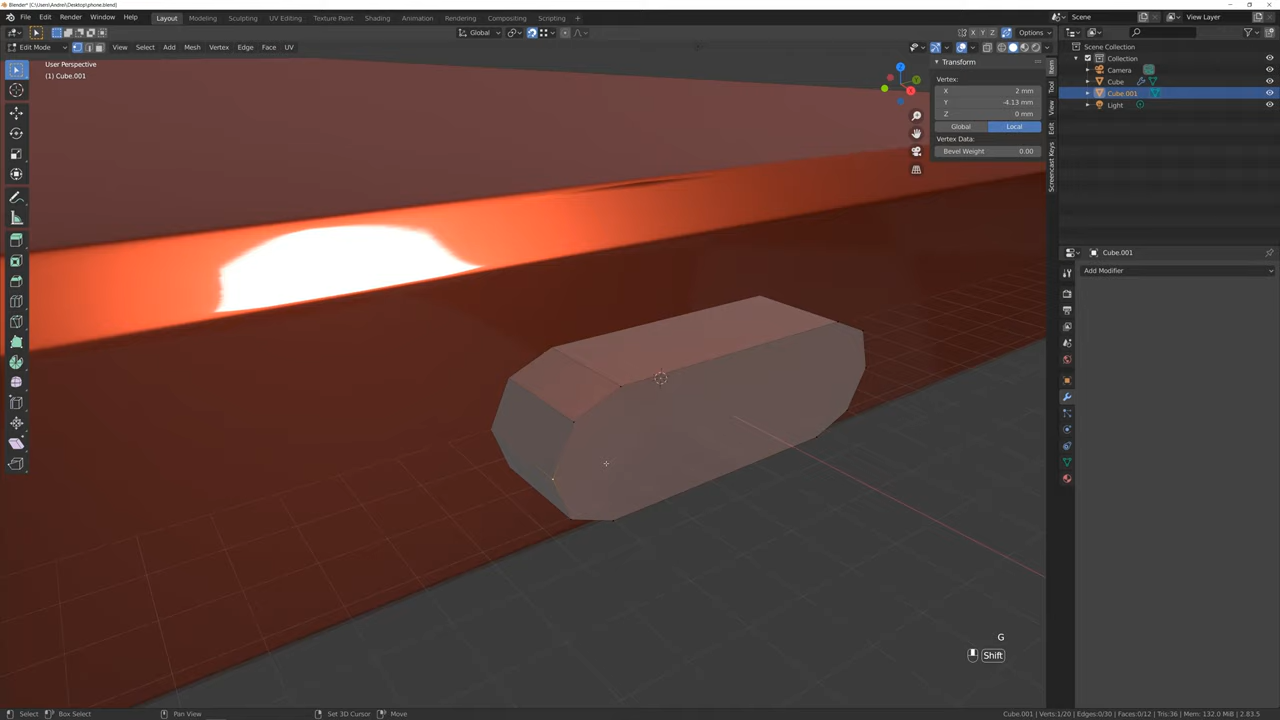 Blender* [C:\Users\Andrei\Desktop\phone.blend]
File Edit Render Window Help
Layout Modeling Sculpting UV Editing Texture Paint Shading Animation Rendering Compositing Scripting
Scene View Layer
Global X Y Z Options
Edit Mode View Select Add Mesh Vertex Edge Face UV
User Perspective
(1) Cube.001
Transform
Vertex:
X 2 mm
Y -4.13 mm
Z 0 mm
Global Local
Vertex Data:
Bevel Weight 0.00
Item
Tool
View
Edit
Screencast Keys
Scene Collection
Collection
Camera
Cube
Cube.001
Light
Cube.001
Add Modifier
G
Shift
Select Box Select Pan View Set 3D Cursor Move
Cube.001 | Verts:1/20 | Edges:0/30 | Faces:0/12 | Tris:36 | Mem: 132.0 MiB | 2.83.5